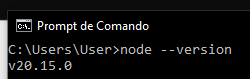 Prompt de Comando
C:\Users\User>node --version
v20.15.0